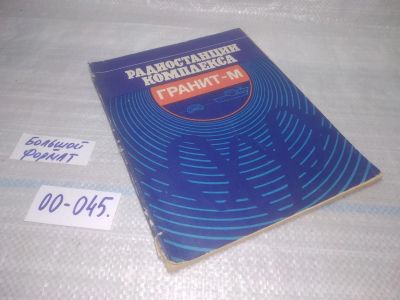 РАДИОСТАНЦИИ
КОМПЛЕКСА
ГРАНИТ-М
БОЛЬШОЙ
ФОРМАТ
00-045.